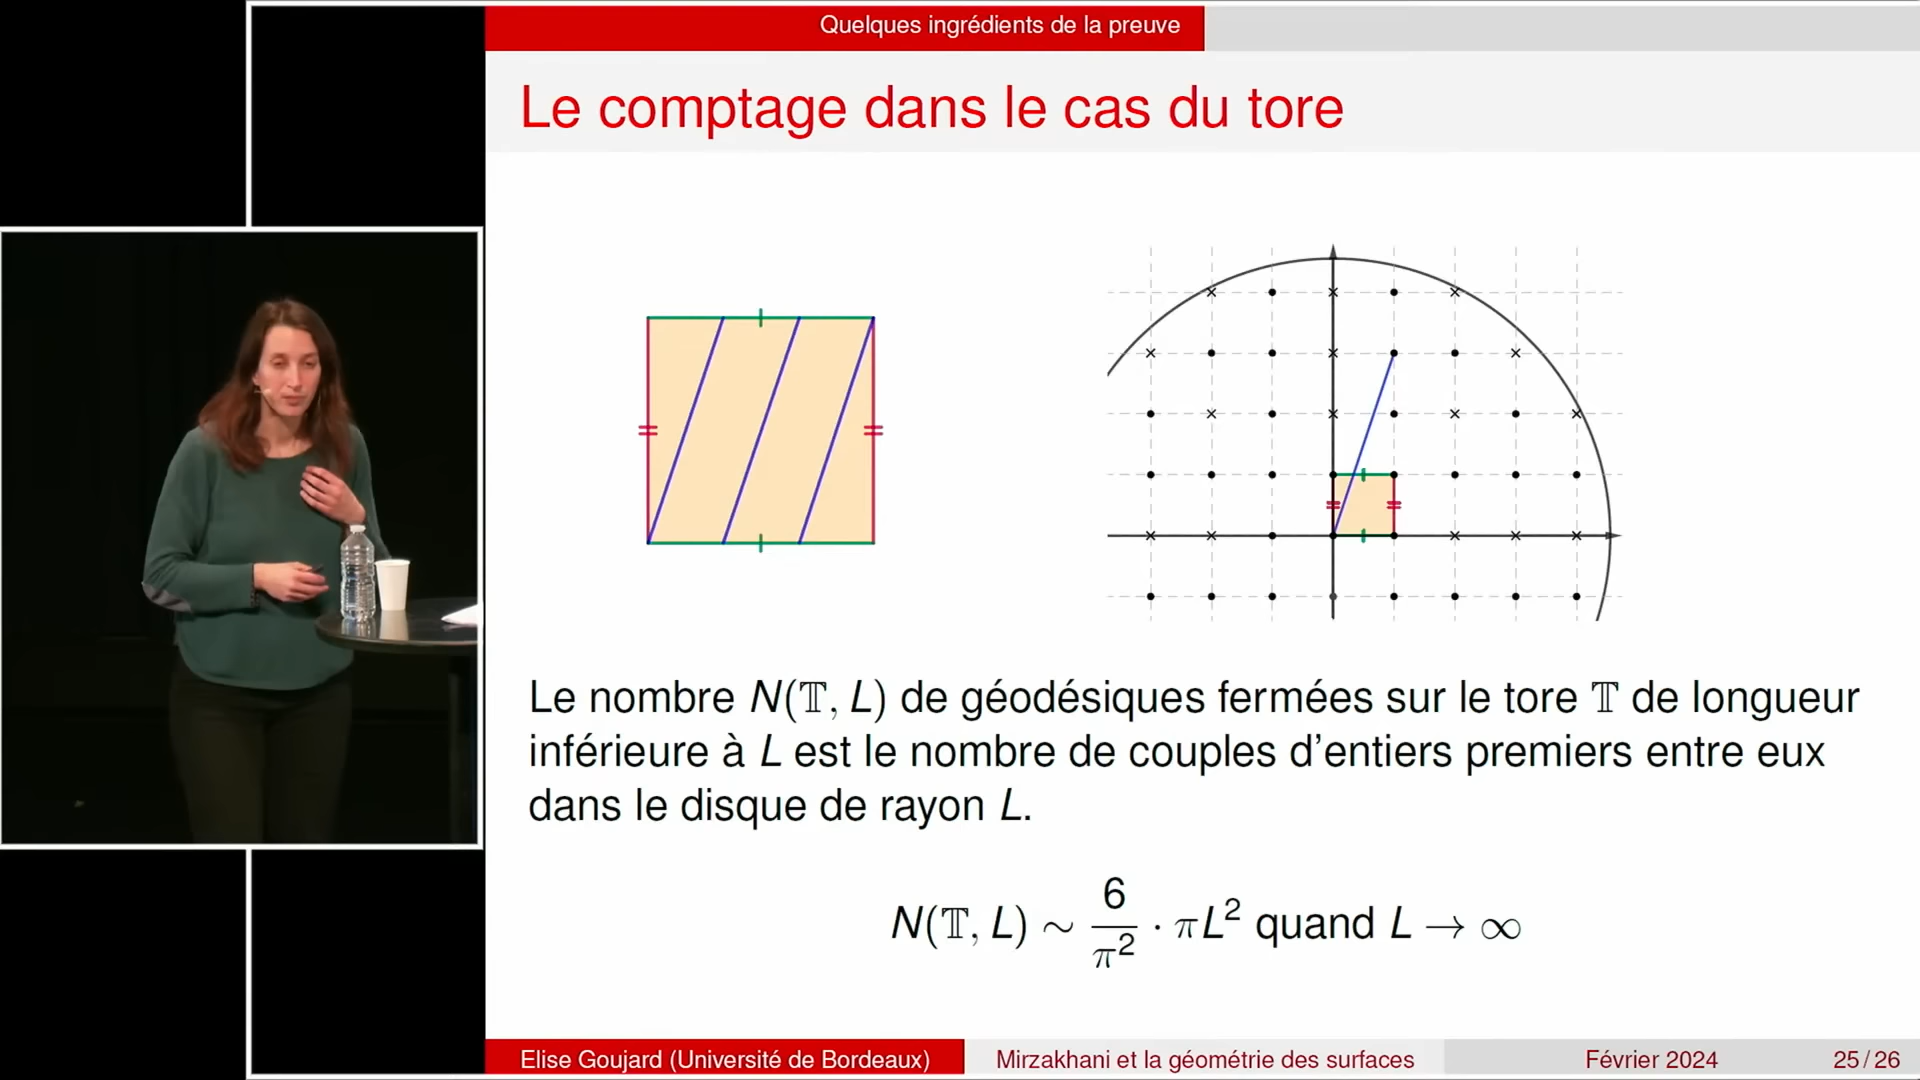 Quelques ingrédients de la preuve
Le comptage dans le cas du tore
Le nombre N(𝕋, L) de géodésiques fermées sur le tore 𝕋 de longueur
inférieure à L est le nombre de couples d'entiers premiers entre eux
dans le disque de rayon L.
N(𝕋, L) ∼ 6/π² · πL² quand L → ∞
Elise Goujard (Université de Bordeaux) Mirzakhani et la géométrie des surfaces Février 2024 25 / 26